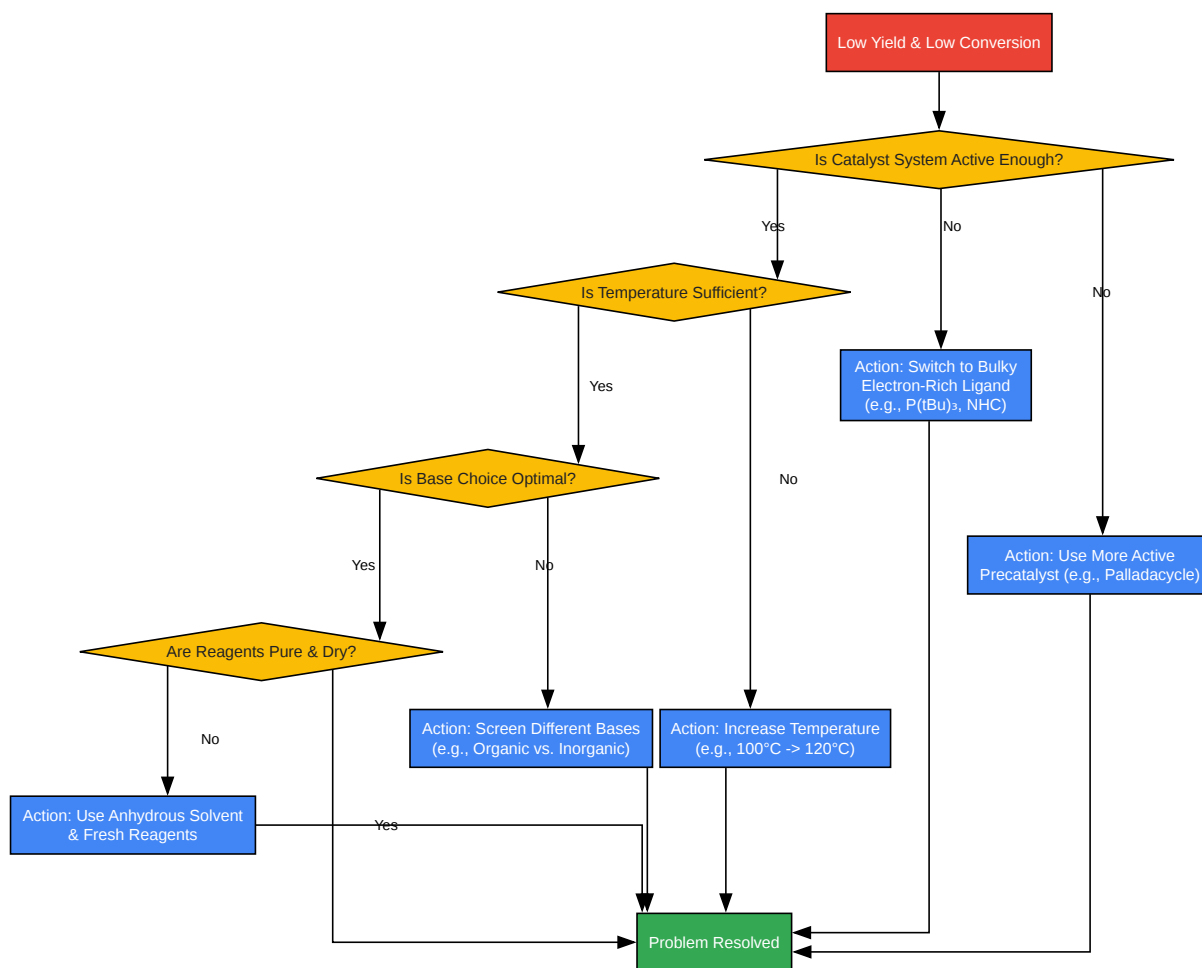 Low Yield & Low Conversion
Is Catalyst System Active Enough?
Yes
No
No
Is Temperature Sufficient?
Action: Switch to Bulky
Electron-Rich Ligand
(e.g., P(tBu)₃, NHC)
Yes
No
Is Base Choice Optimal?
Action: Use More Active
Precatalyst (e.g., Palladacycle)
Yes
No
Are Reagents Pure & Dry?
Action: Screen Different Bases
(e.g., Organic vs. Inorganic)
Action: Increase Temperature
(e.g., 100°C -> 120°C)
No
Action: Use Anhydrous Solvent
& Fresh Reagents
Yes
Problem Resolved